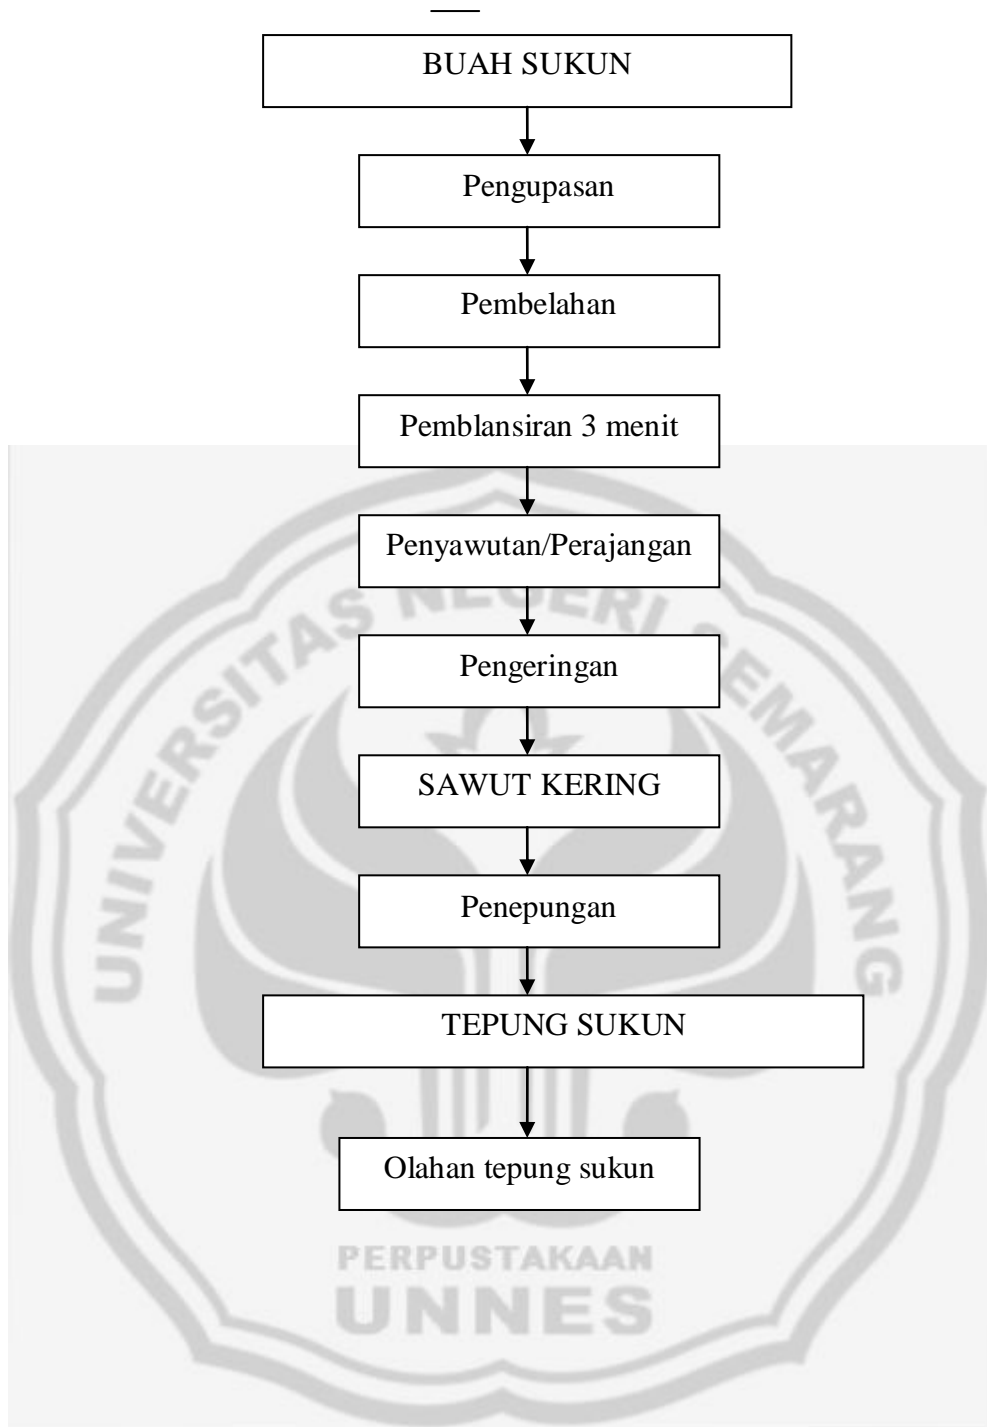 BUAH SUKUN
Pengupasan
Pembelahan
Pemblansiran 3 menit
Penyawutan/Perajangan
UNIVERSITAS NEGERI SEMARANG
Pengeringan
SAWUT KERING
Penepungan
TEPUNG SUKUN
Olahan tepung sukun
PERPUSTAKAAN
UNNES